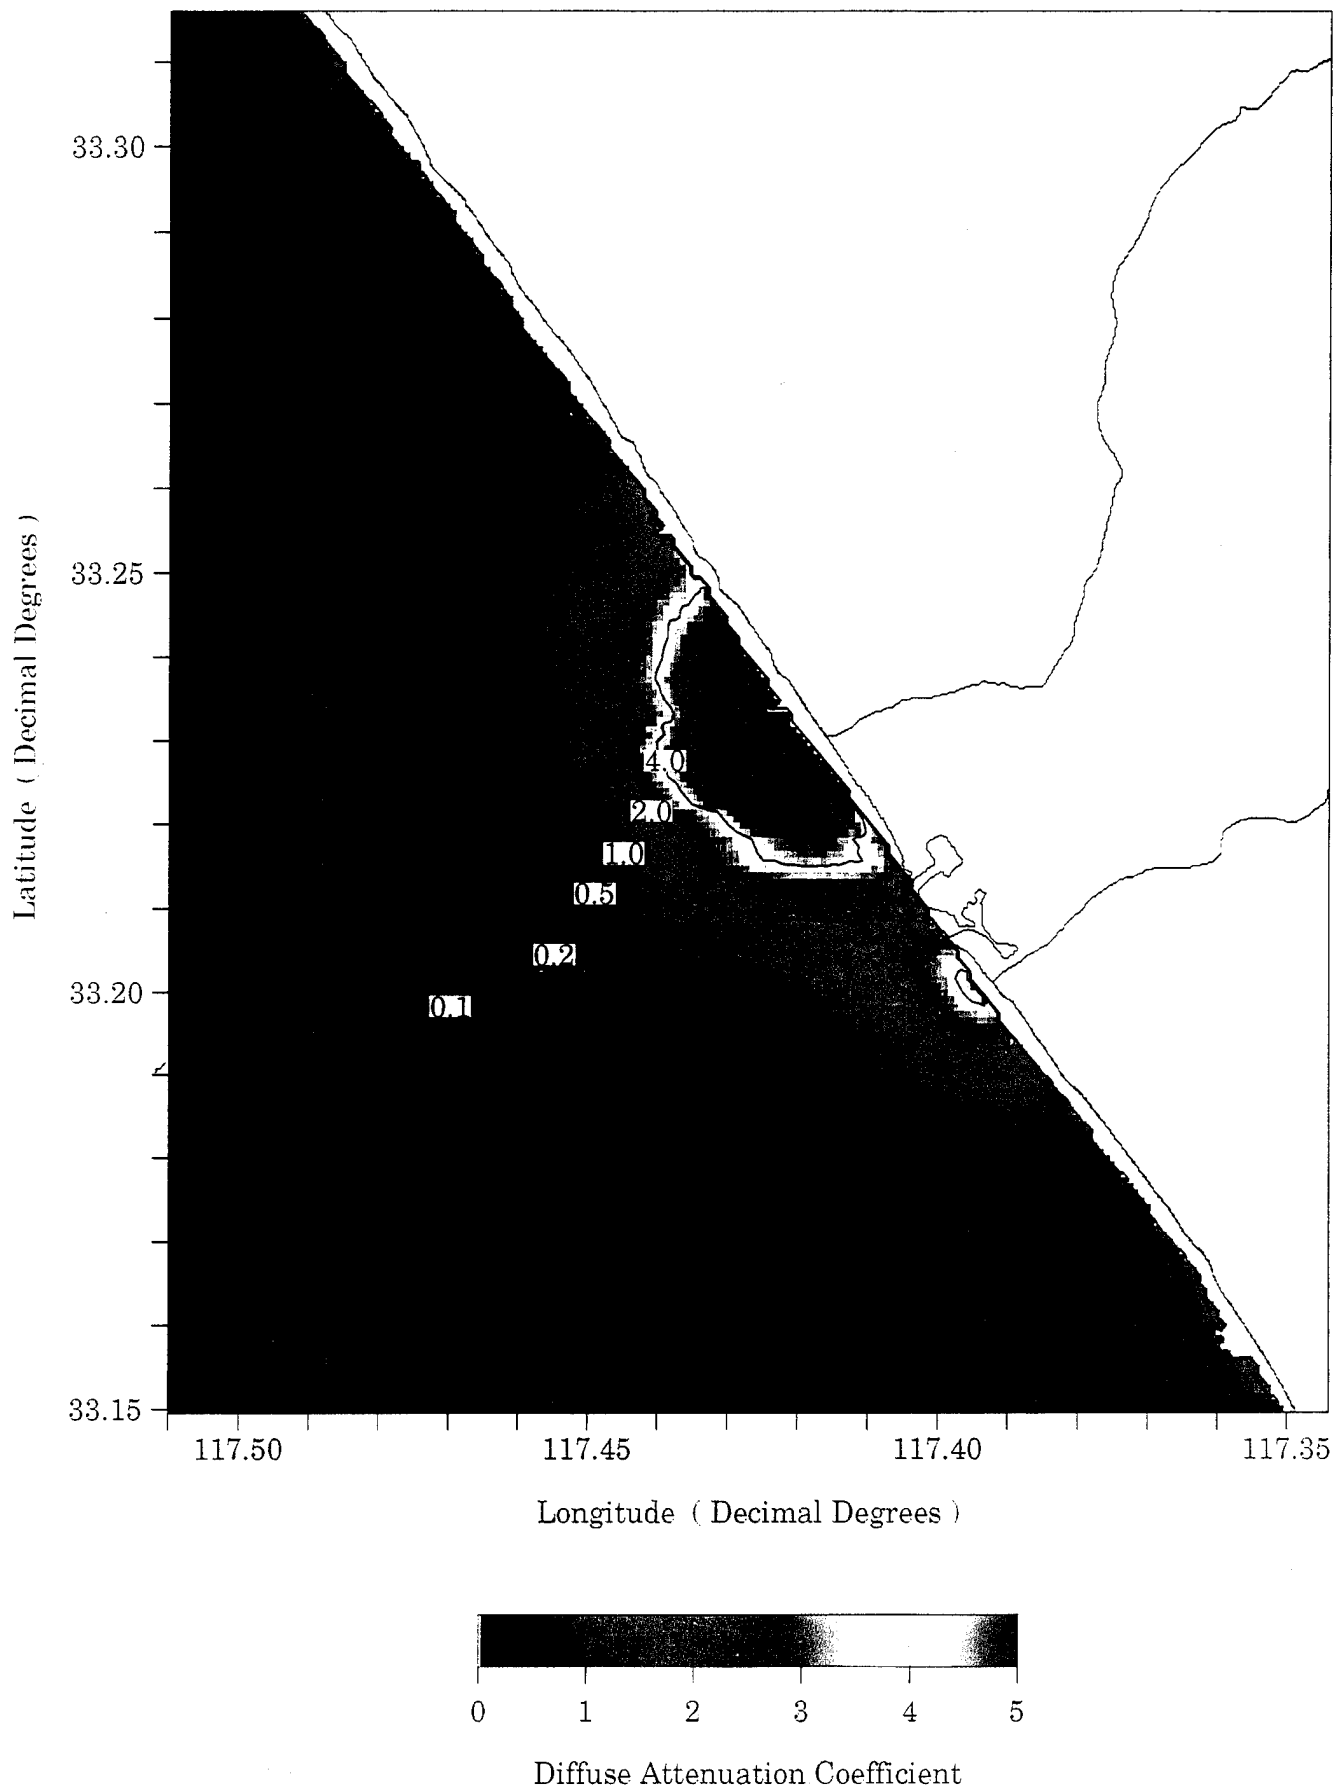 33.30
33.25
33.20
33.15
Latitude ( Decimal Degrees )
4.0
2.0
1.0
0.5
0.2
0.1
117.50 117.45 117.40 117.35
Longitude ( Decimal Degrees )
0 1 2 3 4 5
Diffuse Attenuation Coefficient